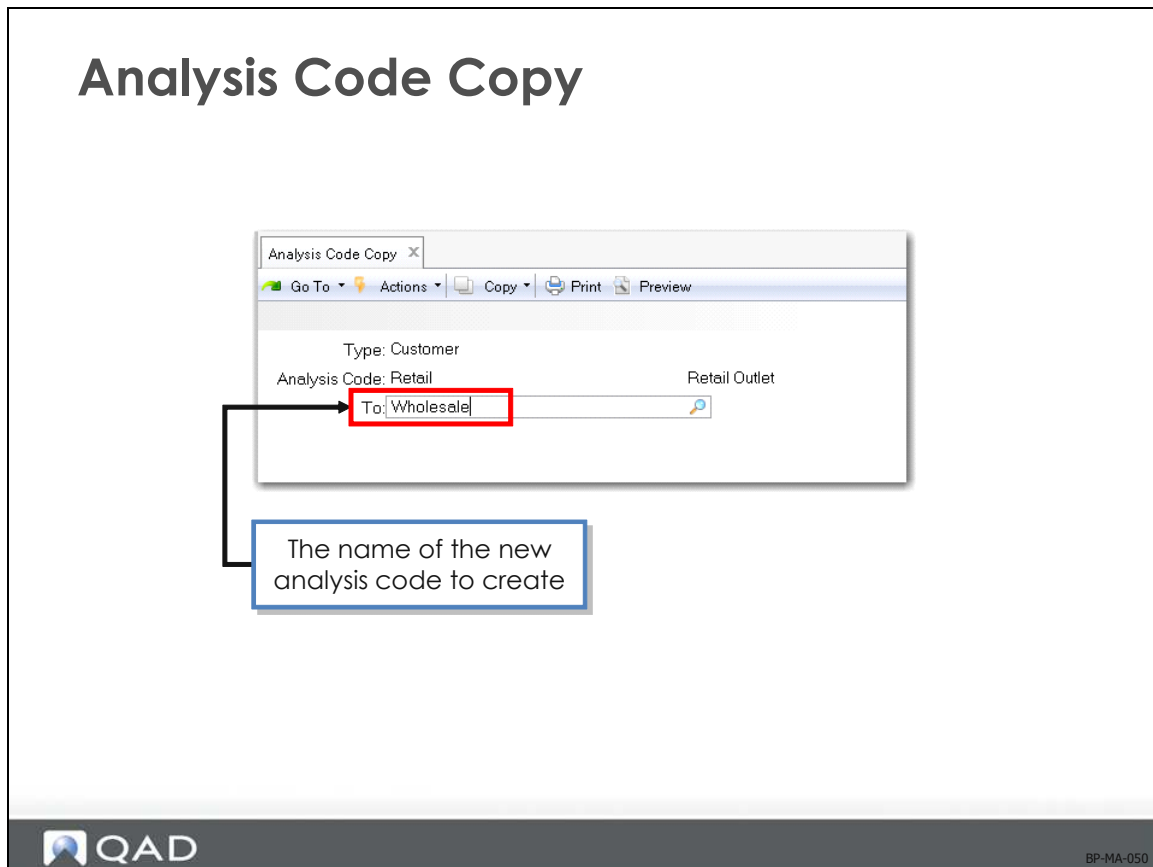 Analysis Code Copy
Analysis Code Copy X
Go To Actions Copy Print Preview
Type: Customer
Analysis Code: Retail Retail Outlet
To: Wholesale
The name of the new
analysis code to create
QAD
BP-MA-050